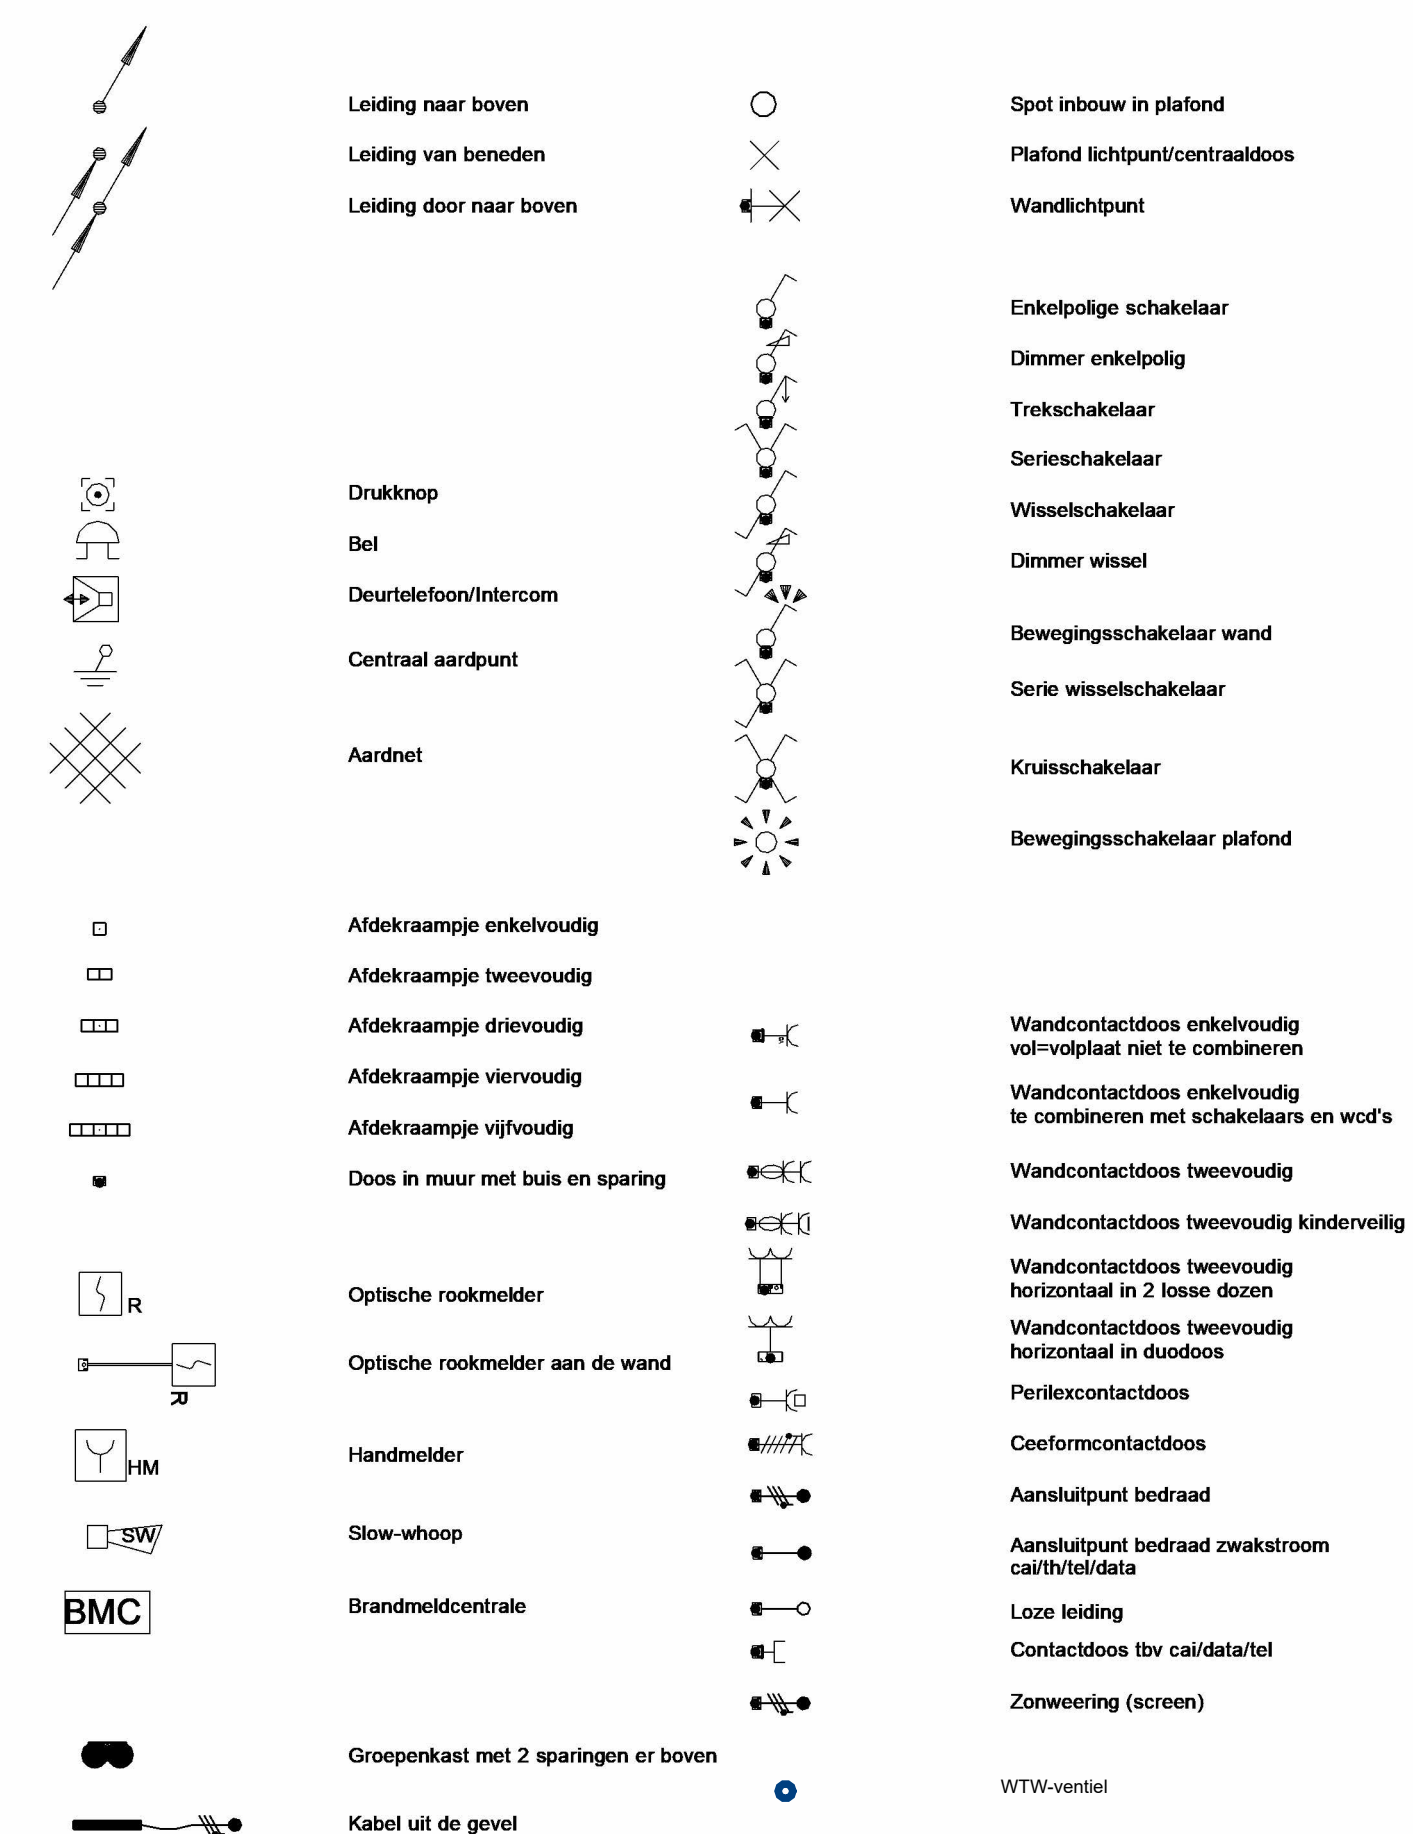 Leiding naar boven
Leiding van beneden
Leiding door naar boven
Drukknop
Bel
Deurtelefoon/Intercom
Centraal aardpunt
Aardnet
Afdekraampje enkelvoudig
Afdekraampje tweevoudig
Afdekraampje drievoudig
Afdekraampje viervoudig
Afdekraampje vijfvoudig
Doos in muur met buis en sparing
R
Optische rookmelder
Optische rookmelder aan de wand
R
HM
Handmelder
SW
Slow-whoop
BMC
Brandmeldcentrale
Groepenkast met 2 sparingen er boven
Kabel uit de gevel
Spot inbouw in plafond
Plafond lichtpunt/centraaldoos
Wandlichtpunt
Enkelpolige schakelaar
Dimmer enkelpolig
Trekschakelaar
Serieschakelaar
Wisselschakelaar
Dimmer wissel
Bewegingsschakelaar wand
Serie wisselschakelaar
Kruisschakelaar
Bewegingsschakelaar plafond
Wandcontactdoos enkelvoudig
vol=volplaat niet te combineren
Wandcontactdoos enkelvoudig
te combineren met schakelaars en wcd's
Wandcontactdoos tweevoudig
Wandcontactdoos tweevoudig kinderveilig
Wandcontactdoos tweevoudig
horizontaal in 2 losse dozen
Wandcontactdoos tweevoudig
horizontaal in duodoos
Perilexcontactdoos
Ceeformcontactdoos
Aansluitpunt bedraad
Aansluitpunt bedraad zwakstroom
cai/th/tel/data
Loze leiding
Contactdoos tbv cai/data/tel
Zonweering (screen)
WTW-ventiel